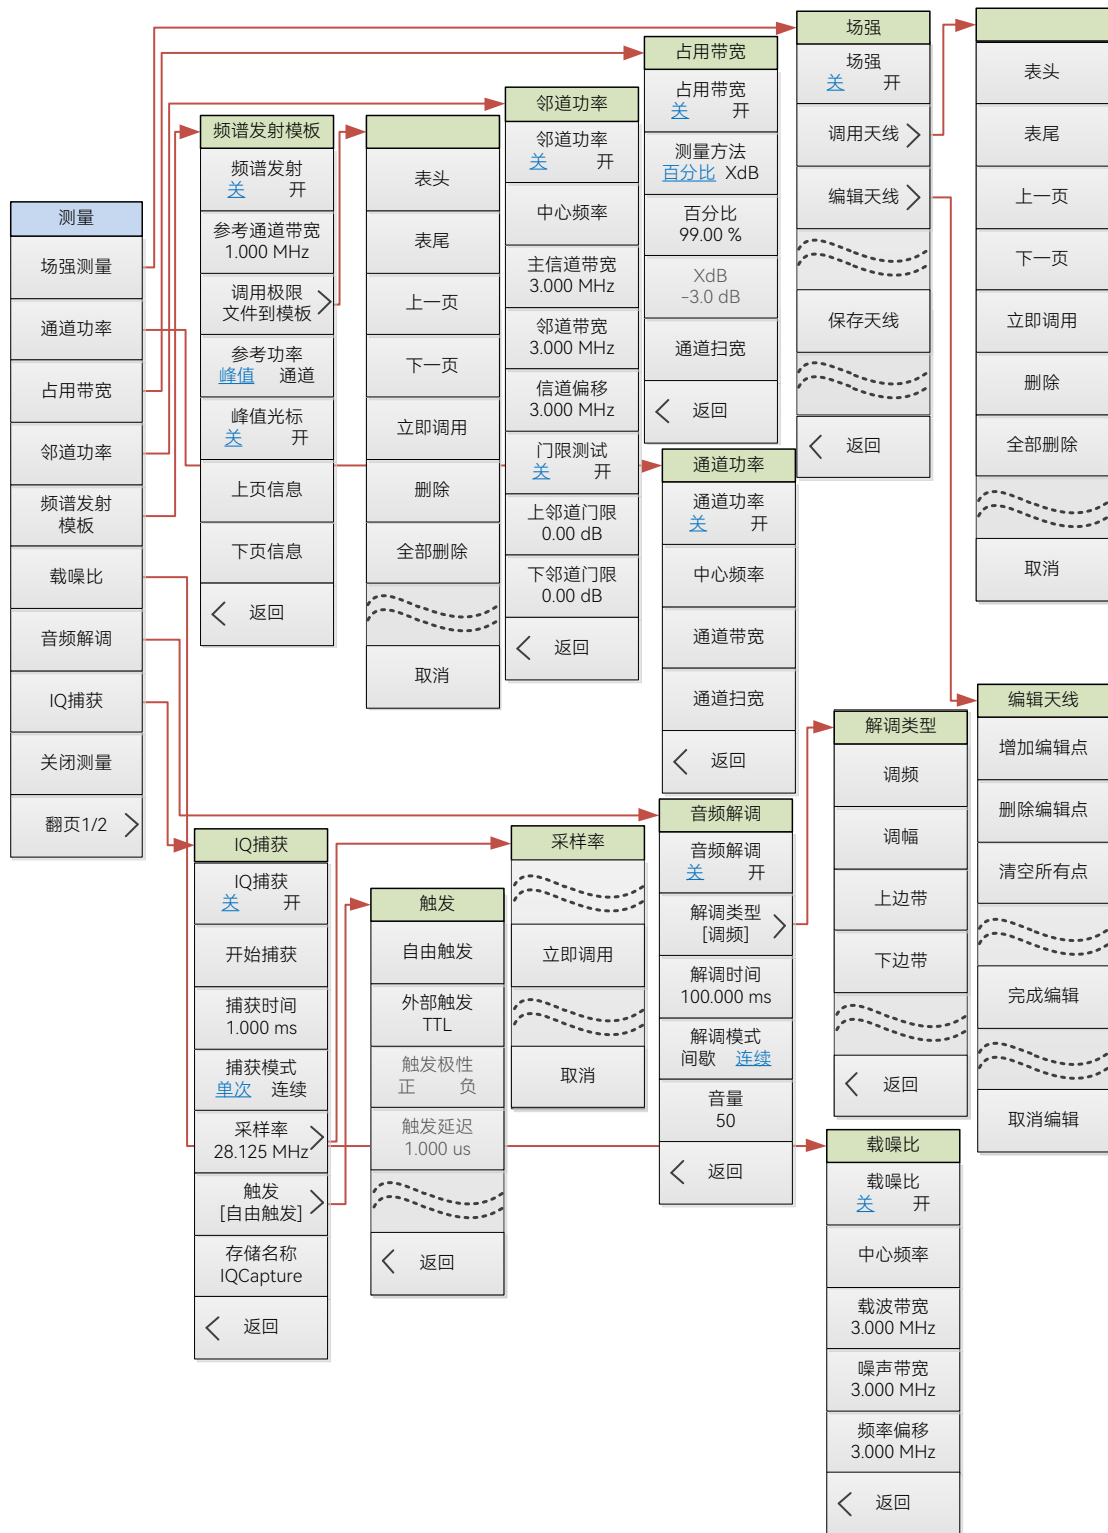 测量
场强测量
通道功率
占用带宽
邻道功率
频谱发射
模板
载噪比
音频解调
IQ捕获
关闭测量
翻页1/2
频谱发射模板
频谱发射
关 开
参考通道带宽
1.000 MHz
调用极限
文件到模板
参考功率
峰值 通道
峰值光标
关 开
上页信息
下页信息
返回
表头
表尾
上一页
下一页
立即调用
删除
全部删除
取消
邻道功率
邻道功率
关 开
中心频率
主信道带宽
3.000 MHz
邻道带宽
3.000 MHz
信道偏移
3.000 MHz
门限测试
关 开
上邻道门限
0.00 dB
下邻道门限
0.00 dB
返回
占用带宽
占用带宽
关 开
测量方法
百分比 XdB
百分比
99.00 %
XdB
-3.0 dB
通道扫宽
返回
通道功率
通道功率
关 开
中心频率
通道带宽
通道扫宽
返回
场强
场强
关 开
调用天线
编辑天线
保存天线
返回
表头
表尾
上一页
下一页
立即调用
删除
全部删除
取消
编辑天线
增加编辑点
删除编辑点
清空所有点
完成编辑
取消编辑
IQ捕获
IQ捕获
关 开
开始捕获
捕获时间
1.000 ms
捕获模式
单次 连续
采样率
28.125 MHz
触发
[自由触发]
存储名称
IQCapture
返回
触发
自由触发
外部触发
TTL
触发极性
正 负
触发延迟
1.000 us
返回
采样率
立即调用
取消
音频解调
音频解调
关 开
解调类型
[调频]
解调时间
100.000 ms
解调模式
间歇 连续
音量
50
返回
解调类型
调频
调幅
上边带
下边带
返回
载噪比
载噪比
关 开
中心频率
载波带宽
3.000 MHz
噪声带宽
3.000 MHz
频率偏移
3.000 MHz
返回